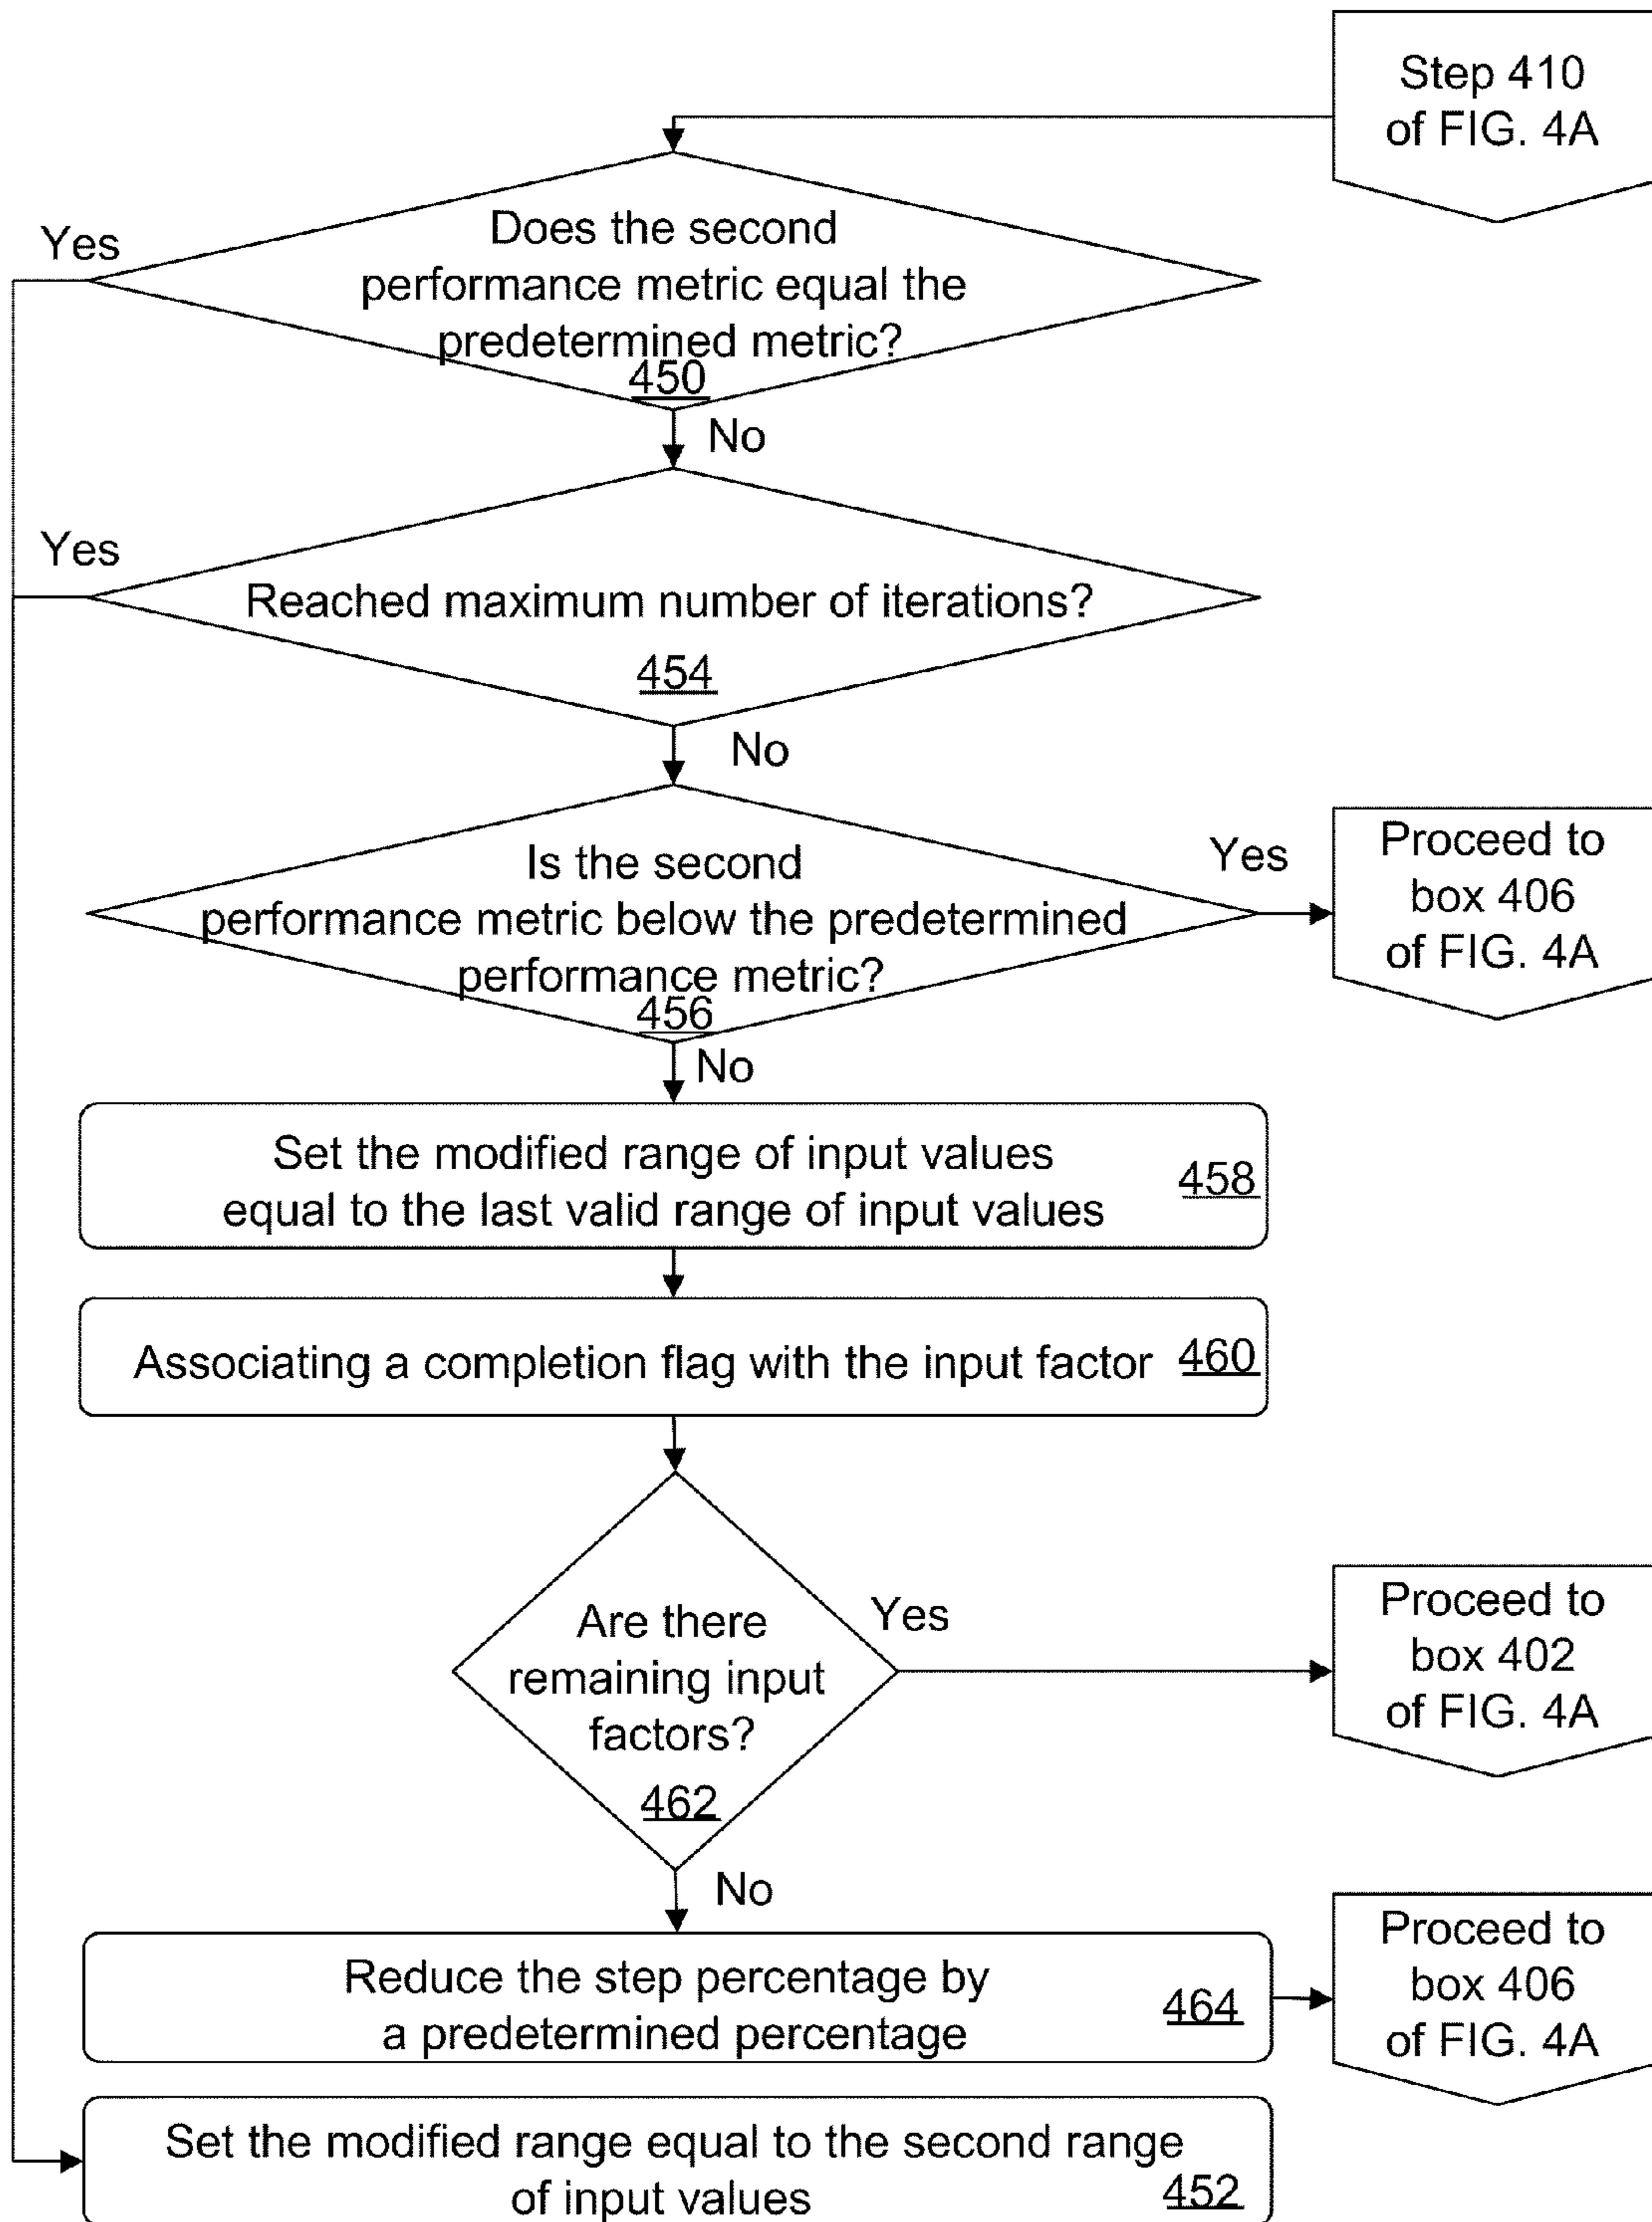 Step 410
of FIG. 4A
Yes
Does the second
performance metric equal the
predetermined metric?
450
No
Yes
Reached maximum number of iterations?
454
No
Is the second
performance metric below the predetermined
performance metric?
456
Yes
Proceed to
box 406
of FIG. 4A
No
Set the modified range of input values
equal to the last valid range of input values
458
Associating a completion flag with the input factor 460
Are there
remaining input
factors?
462
Yes
Proceed to
box 402
of FIG. 4A
No
Reduce the step percentage by
a predetermined percentage
464
Proceed to
box 406
of FIG. 4A
Set the modified range equal to the second range
of input values
452